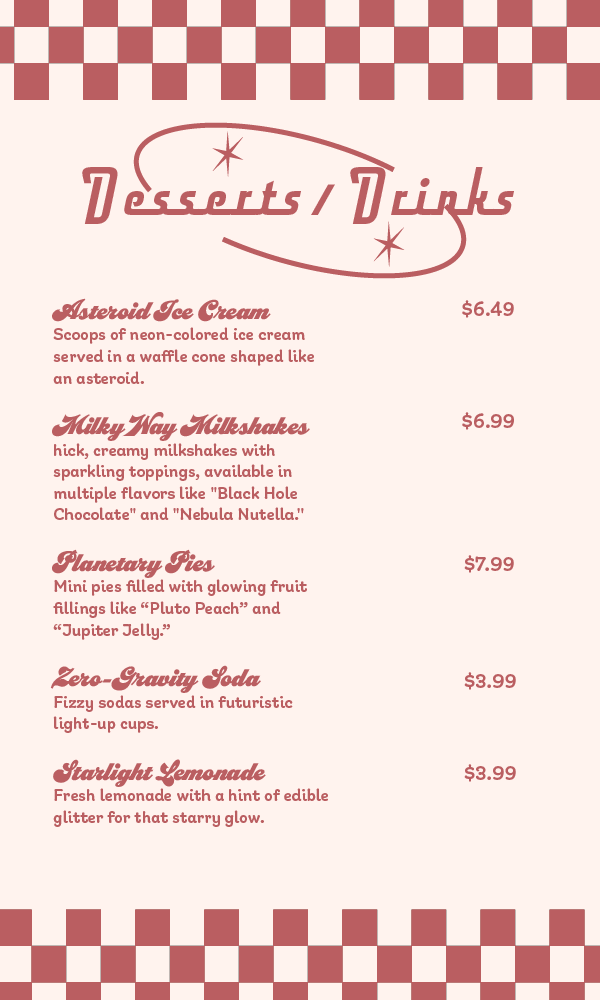 Desserts / Drinks
Asteroid Ice Cream $6.49
Scoops of neon-colored ice cream
served in a waffle cone shaped like
an asteroid.
Milky Way Milkshakes $6.99
hick, creamy milkshakes with
sparkling toppings, available in
multiple flavors like "Black Hole
Chocolate" and "Nebula Nutella."
Planetary Pies $7.99
Mini pies filled with glowing fruit
fillings like “Pluto Peach” and
“Jupiter Jelly.”
Zero-Gravity Soda $3.99
Fizzy sodas served in futuristic
light-up cups.
Starlight Lemonade $3.99
Fresh lemonade with a hint of edible
glitter for that starry glow.